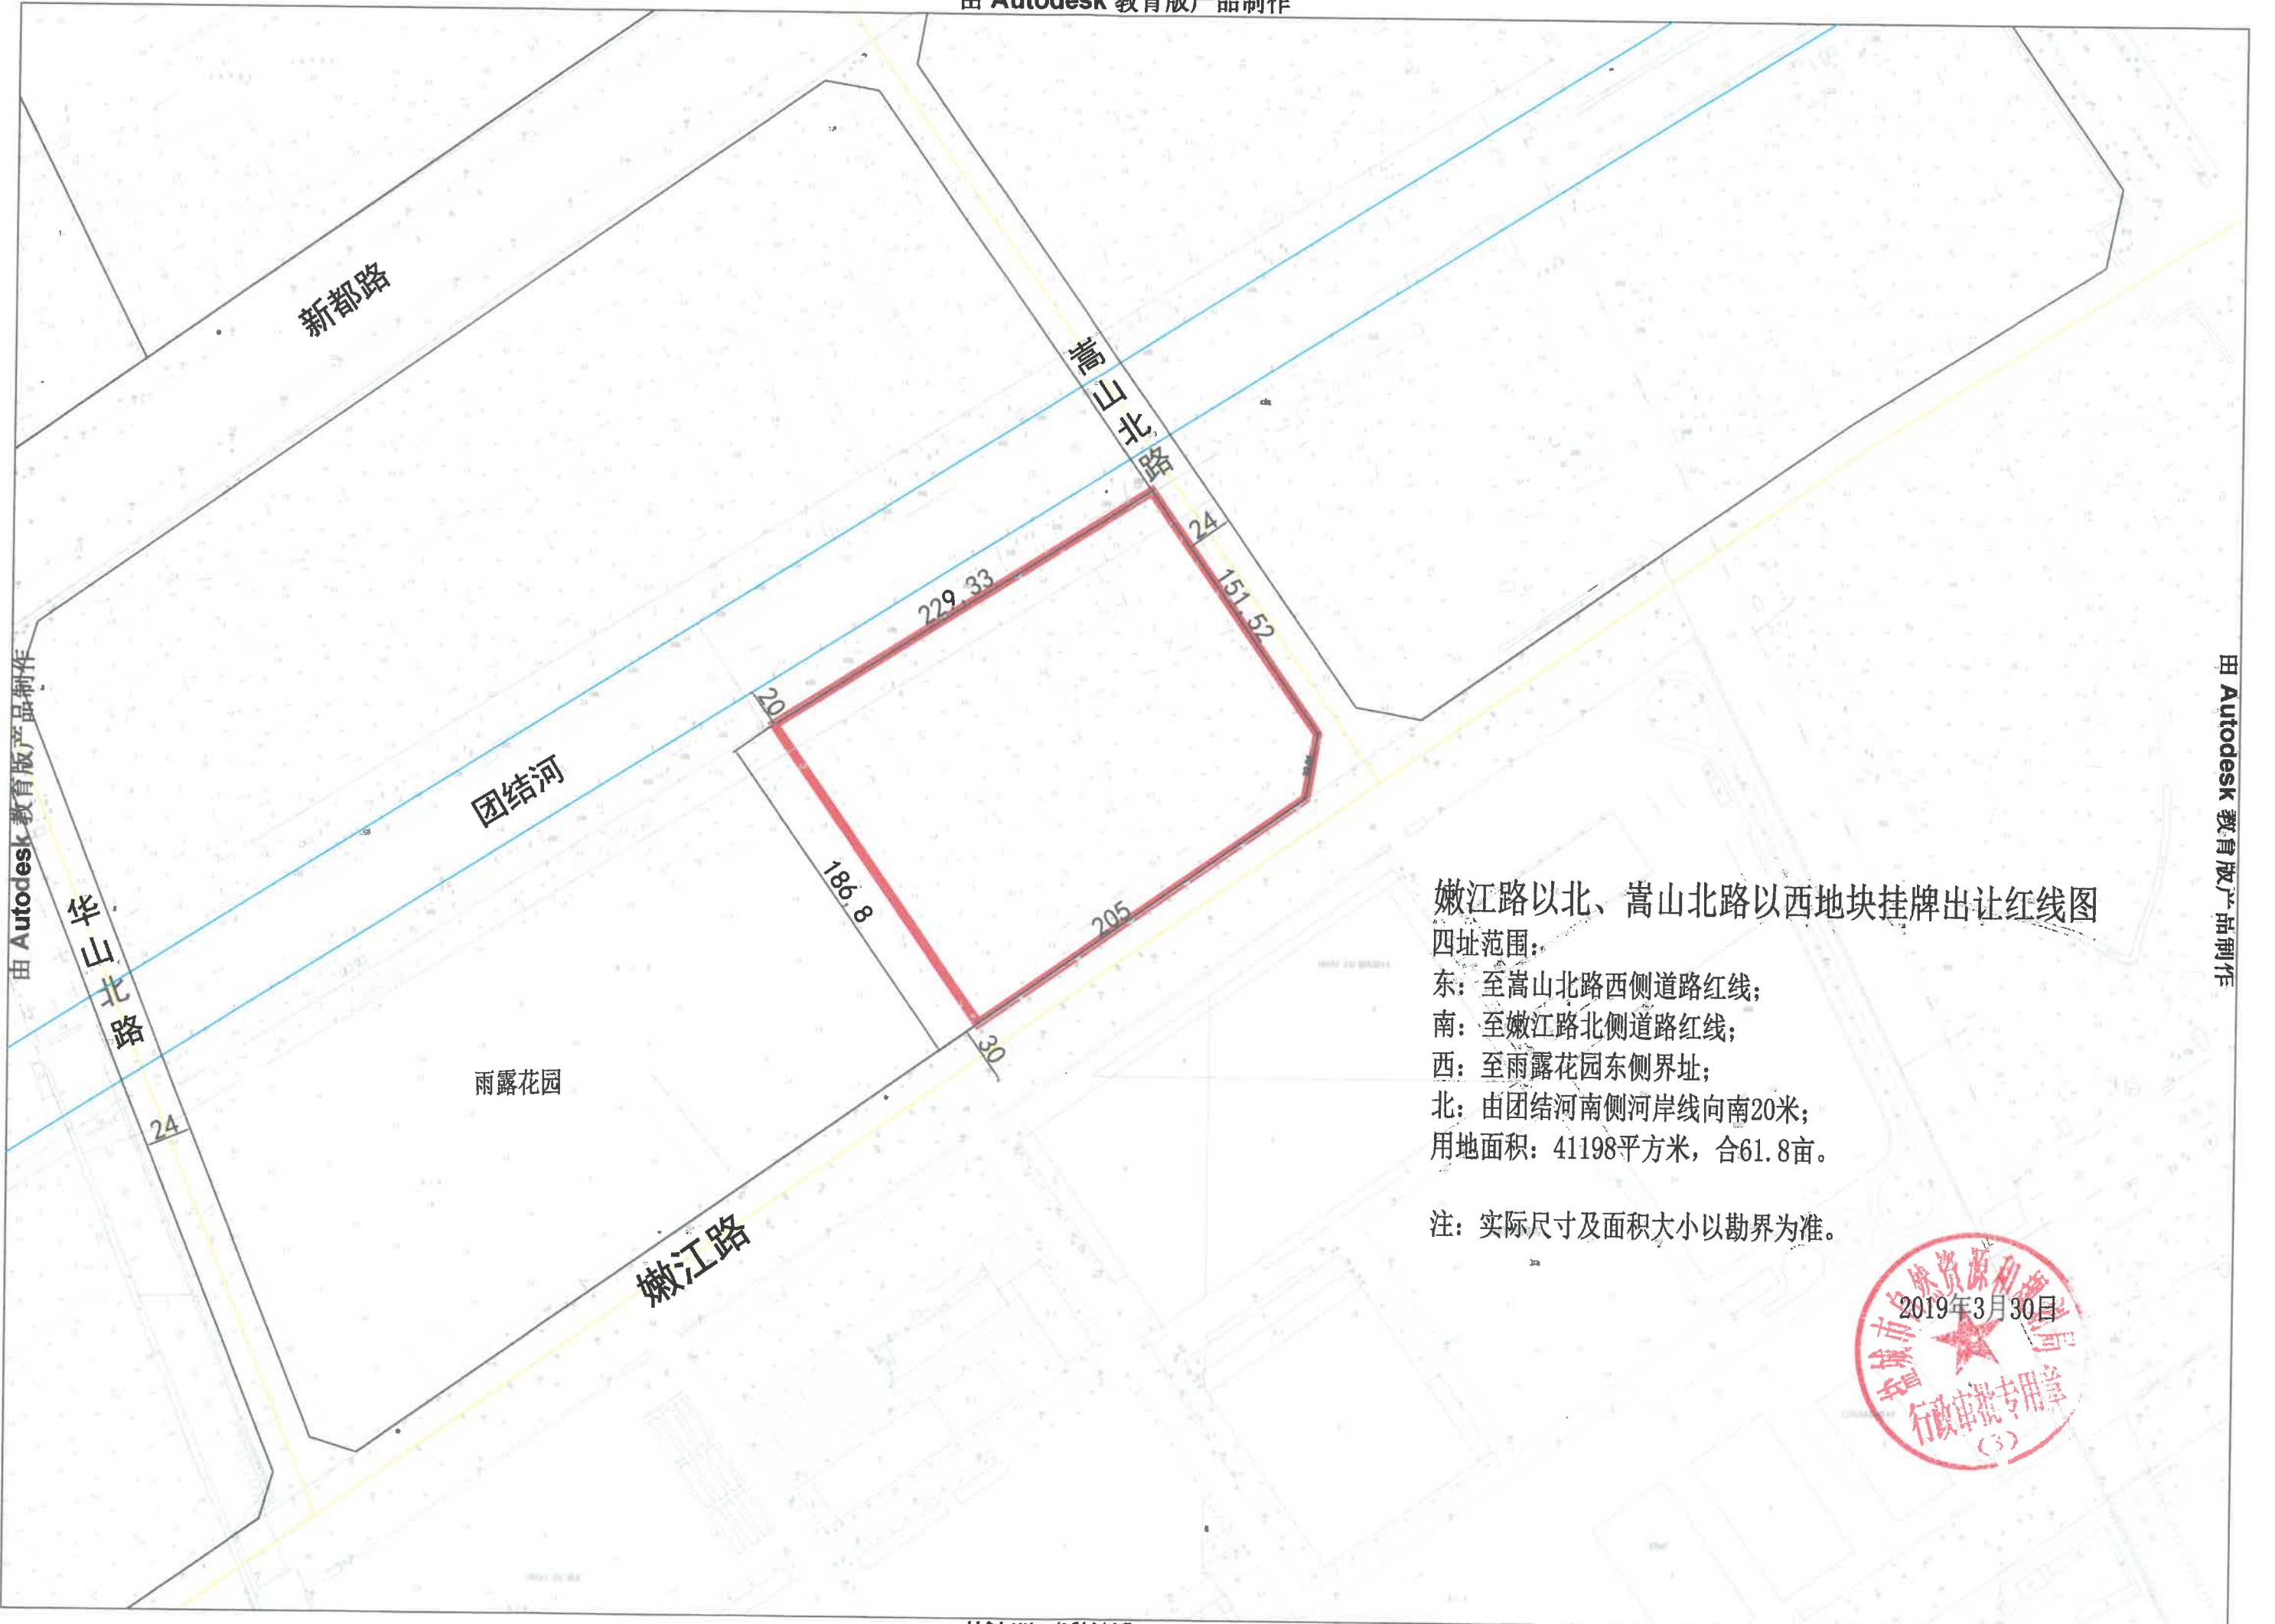 由 Autodesk 教育版产品制作
新都路
嵩山北路
24
151.52
229.33
20
团结河
186.8
205
30
华山北路
24
雨露花园
嫩江路
由 Autodesk 教育版产品制作
由 Autodesk 教育版产品制作
嫩江路以北、嵩山北路以西地块挂牌出让红线图
四址范围:
东: 至嵩山北路西侧道路红线;
南: 至嫩江路北侧道路红线;
西: 至雨露花园东侧界址;
北: 由团结河南侧河岸线向南20米;
用地面积: 41198平方米, 合61.8亩。
注: 实际尺寸及面积大小以勘界为准。
2019年3月30日
行政审批专用章
(3)